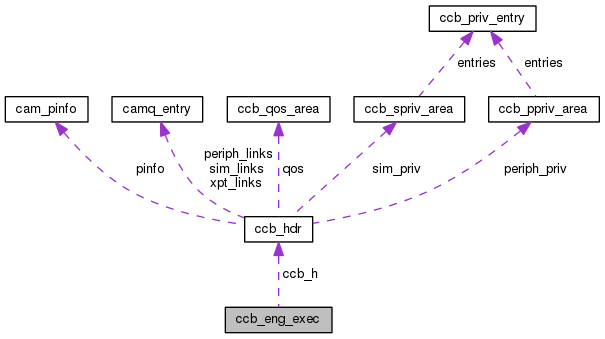 ccb_priv_entry
entries
entries
cam_pinfo
camq_entry
ccb_qos_area
ccb_spriv_area
ccb_ppriv_area
pinfo
periph_links
sim_links
xpt_links
qos
sim_priv
periph_priv
ccb_hdr
ccb_h
ccb_eng_exec